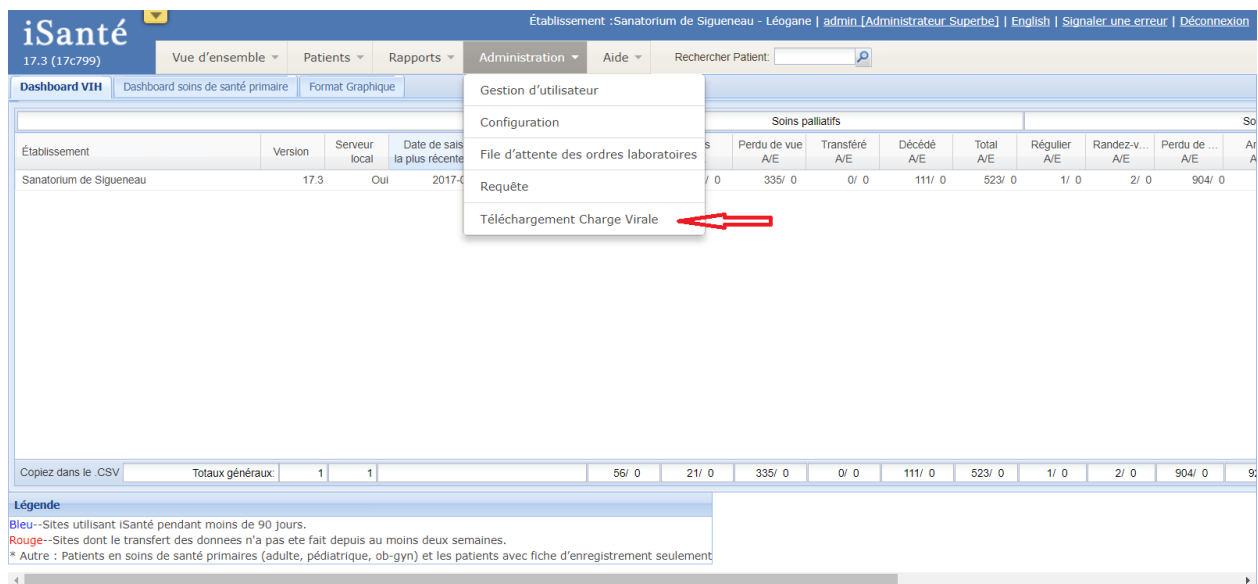 iSanté
17.3 (17c799)
Établissement :Sanatorium de Sigueneau - Léogane | admin [Administrateur Superbe] | English | Signaler une erreur | Déconnexion
Vue d'ensemble Patients Rapports Administration Aide Rechercher Patient:
Dashboard VIH Dashboard soins de santé primaire Format Graphique
Gestion d'utilisateur
Configuration
File d'attente des ordres laboratoires
Requête
Téléchargement Charge Virale
Soins palliatifs So
Établissement Version Serveur local Date de sais la plus récente s Perdu de vue A/E Transféré A/E Décédé A/E Total A/E Régulier A/E Randez-v... A/E Perdu de ... A/E
Sanatorium de Sigueneau 17.3 Oui 2017-0 / 0 335/ 0 0/ 0 111/ 0 523/ 0 1/ 0 2/ 0 904/ 0
Copiez dans le .CSV Totaux généraux: 1 1 56/ 0 21/ 0 335/ 0 0/ 0 111/ 0 523/ 0 1/ 0 2/ 0 904/ 0
Légende
Bleu--Sites utilisant iSanté pendant moins de 90 jours.
Rouge--Sites dont le transfert des donnees n'a pas ete fait depuis au moins deux semaines.
* Autre : Patients en soins de santé primaires (adulte, pédiatrique, ob-gyn) et les patients avec fiche d'enregistrement seulement